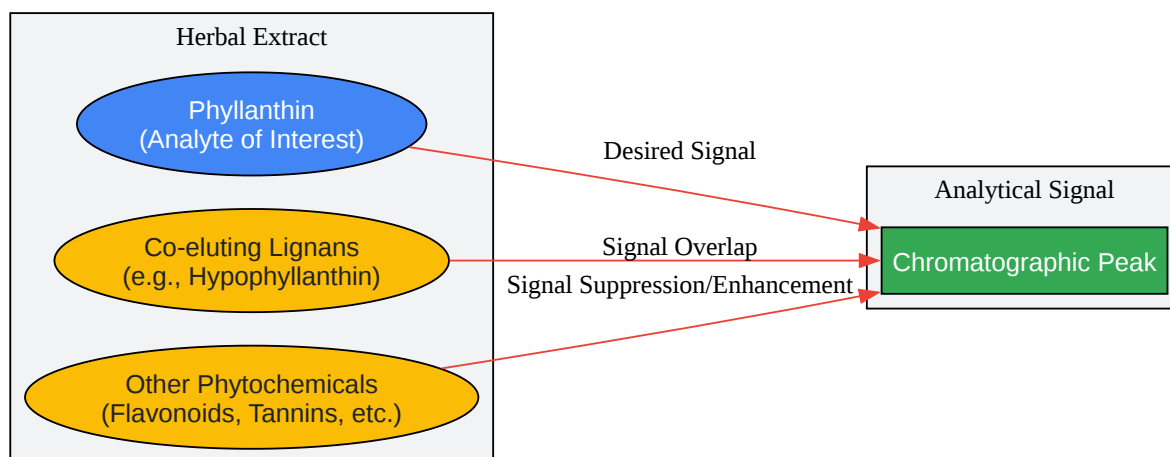 Herbal Extract
Phyllanthin
(Analyte of Interest)
Desired Signal
Analytical Signal
Co-eluting Lignans
(e.g., Hypophyllanthin)
Signal Overlap
Chromatographic Peak
Signal Suppression/Enhancement
Other Phytochemicals
(Flavonoids, Tannins, etc.)